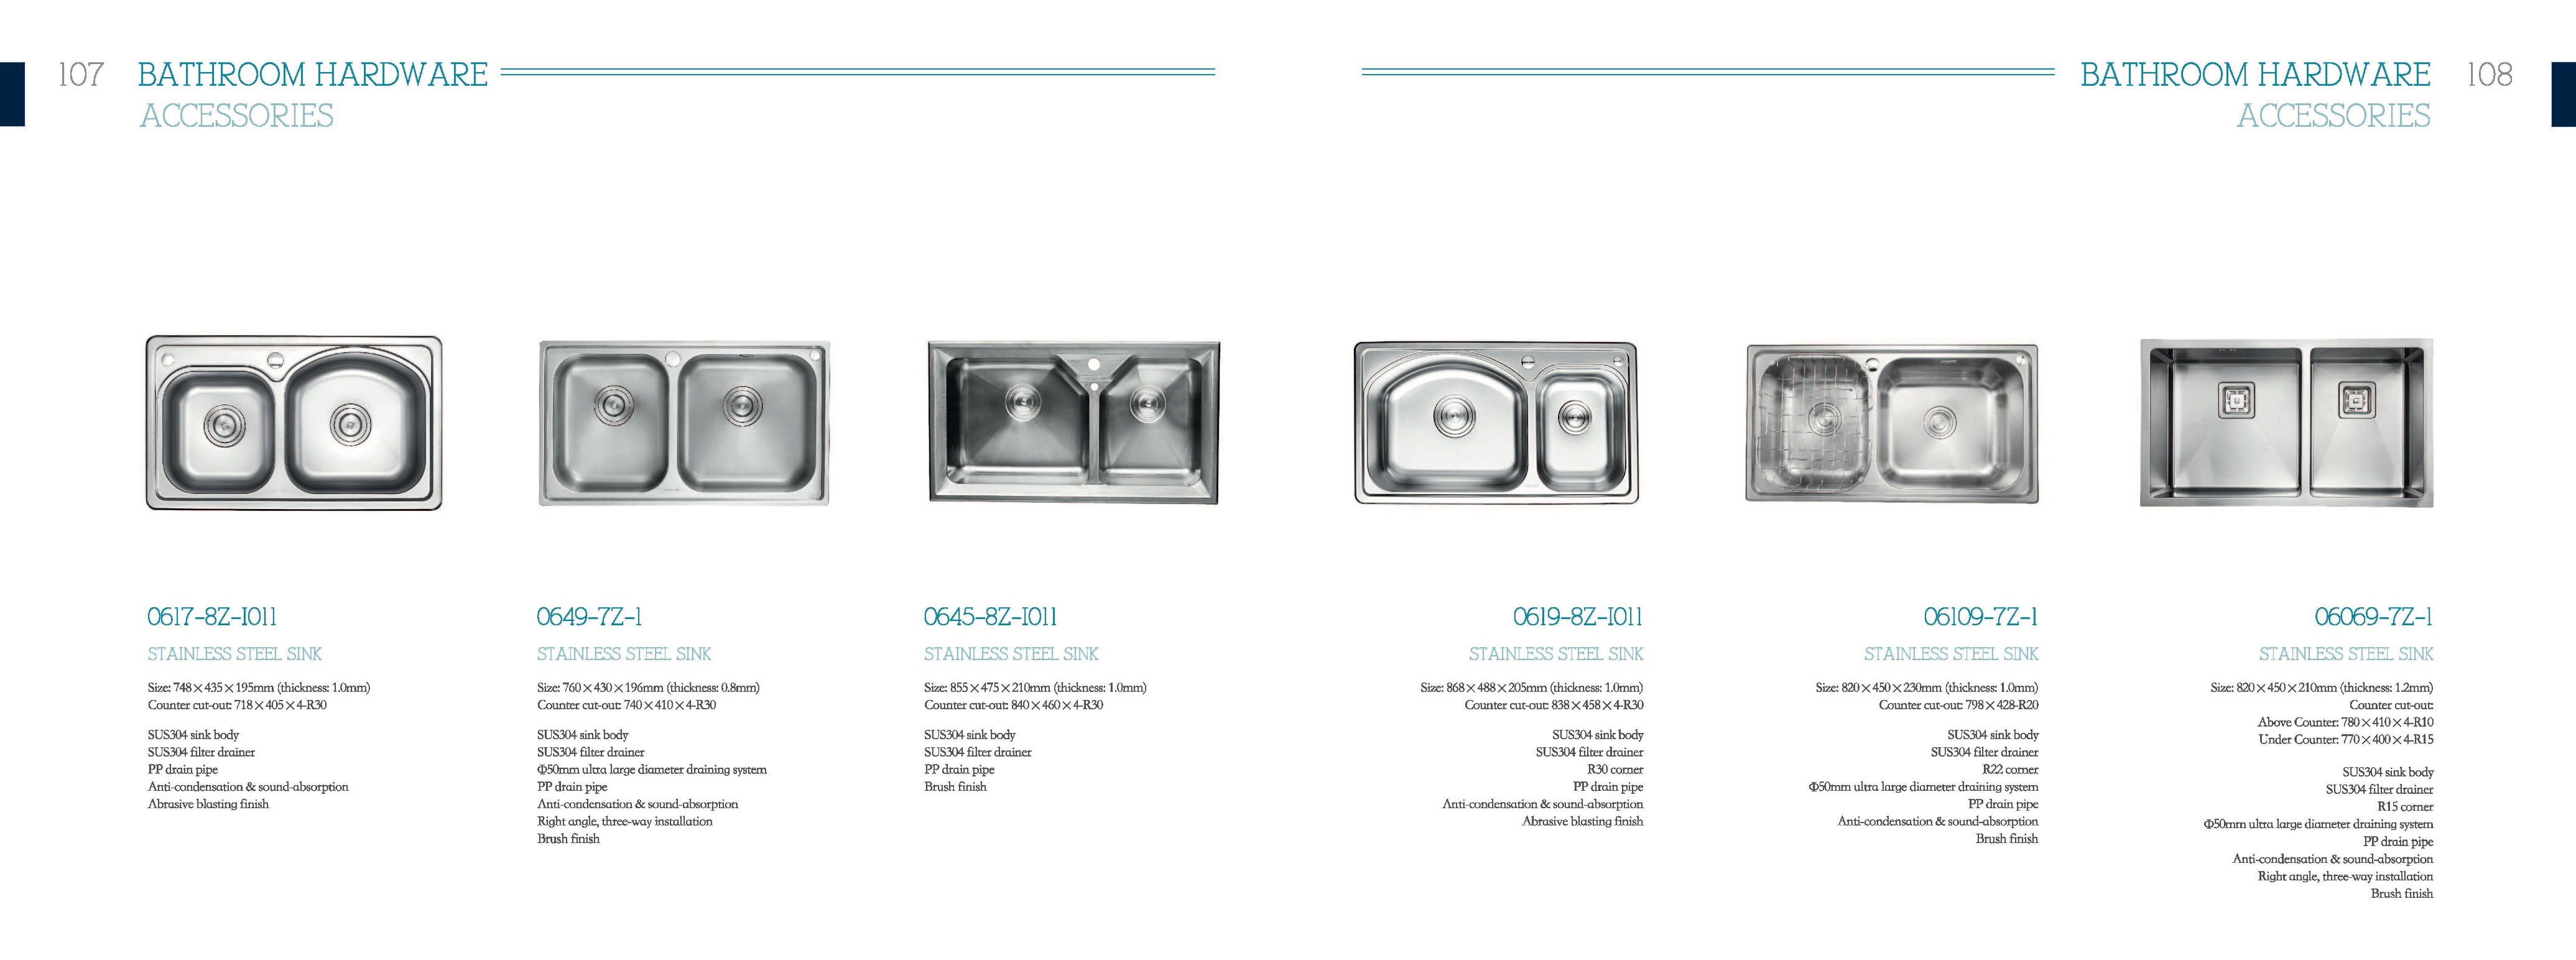 107 BATHROOM HARDWARE
ACCESSORIES
BATHROOM HARDWARE 108
ACCESSORIES
0617-8Z-I011
STAINLESS STEEL SINK
Size: 748×435×195mm (thickness: 1.0mm)
Counter cut-out: 718×405×4-R30
SUS304 sink body
SUS304 filter drainer
PP drain pipe
Anti-condensation & sound-absorption
Abrasive blasting finish
0649-7Z-1
STAINLESS STEEL SINK
Size: 760×430×196mm (thickness: 0.8mm)
Counter cut-out: 740×410×4-R30
SUS304 sink body
SUS304 filter drainer
Φ50mm ultra large diameter draining system
PP drain pipe
Anti-condensation & sound-absorption
Right angle, three-way installation
Brush finish
0645-8Z-I011
STAINLESS STEEL SINK
Size: 855×475×210mm (thickness: 1.0mm)
Counter cut-out: 840×460×4-R30
SUS304 sink body
SUS304 filter drainer
PP drain pipe
Brush finish
0619-8Z-I011
STAINLESS STEEL SINK
Size: 868×488×205mm (thickness: 1.0mm)
Counter cut-out: 838×458×4-R30
SUS304 sink body
SUS304 filter drainer
R30 corner
PP drain pipe
Anti-condensation & sound-absorption
Abrasive blasting finish
06109-7Z-1
STAINLESS STEEL SINK
Size: 820×450×230mm (thickness: 1.0mm)
Counter cut-out: 798×428-R20
SUS304 sink body
SUS304 filter drainer
R22 corner
Φ50mm ultra large diameter draining system
PP drain pipe
Anti-condensation & sound-absorption
Brush finish
06069-7Z-1
STAINLESS STEEL SINK
Size: 820×450×210mm (thickness: 1.2mm)
Counter cut-out:
Above Counter: 780×410×4-R10
Under Counter: 770×400×4-R15
SUS304 sink body
SUS304 filter drainer
R15 corner
Φ50mm ultra large diameter draining system
PP drain pipe
Anti-condensation & sound-absorption
Right angle, three-way installation
Brush finish